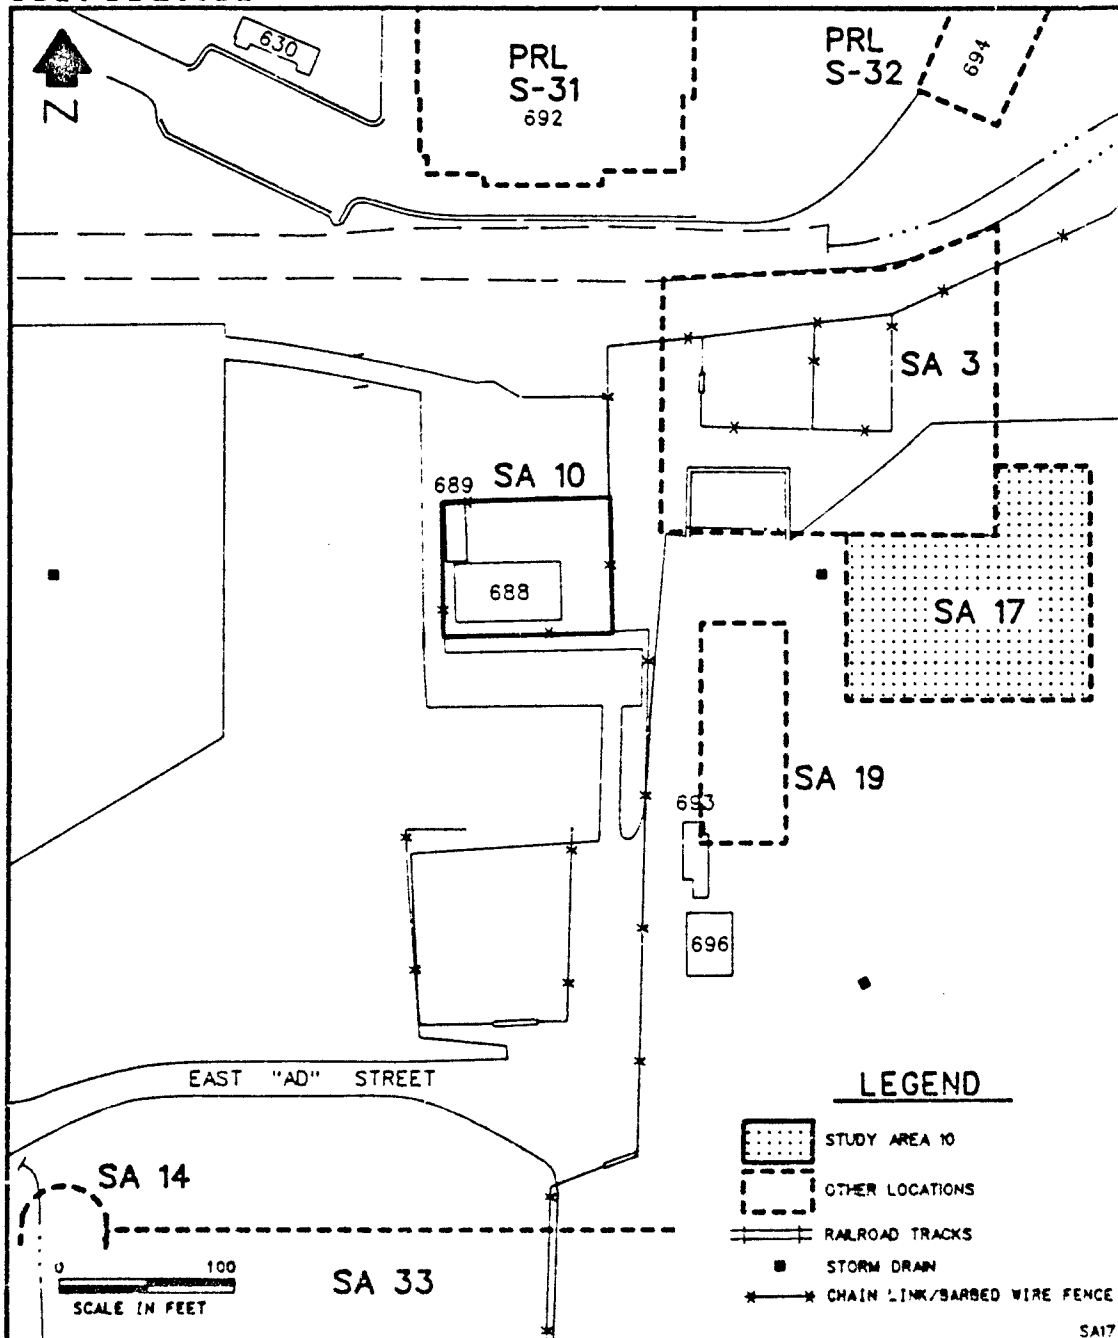 630
PRL
S-31
692
PRL
S-32
694
N
SA 3
689
SA 10
688
SA 17
SA 19
693
696
EAST "AD" STREET
LEGEND
STUDY AREA 10
OTHER LOCATIONS
RAILROAD TRACKS
STORM DRAIN
CHAIN LINK/BARBED WIRE FENCE
SA 14
SA 33
0 100
SCALE IN FEET
SA17